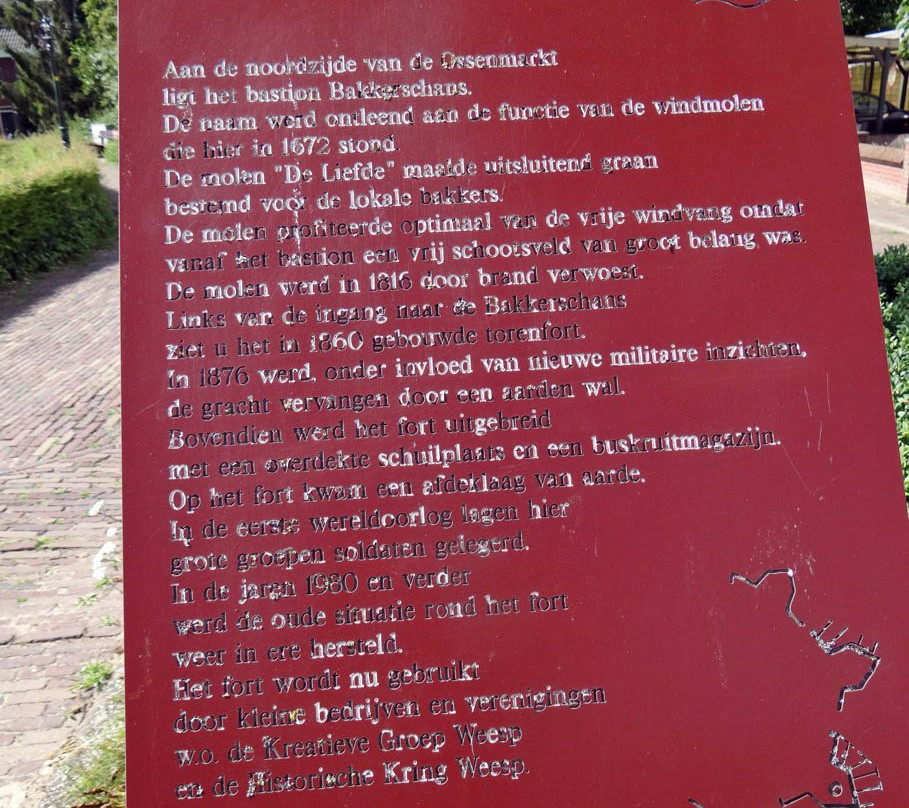 Aan de noordzijde van de Ossenmarkt
ligt het bastion Bakkerschans.
De naam werd ontleend aan de functie van de windmolen
die hier in 1672 stond.
De molen "De Liefde" maalde uitsluitend graan
bestemd voor de lokale bakkers.
De molen profiteerde optimaal van de vrije windvang omdat
vanaf het bastion een vrij schootsveld van groot belang was.
De molen werd in 1816 door brand verwoest.
Links van de ingang naar de Bakkerschans
ziet u het in 1860 gebouwde torenfort.
In 1876 werd, onder invloed van nieuwe militaire inzichten,
de gracht vervangen door een aarden wal.
Bovendien werd het fort uitgebreid
met een overdekte schuilplaats en een buskruitmagazijn.
Op het fort kwam een afdeklaag van aarde.
In de eerste wereldoorlog lagen hier
grote groepen soldaten gelegerd.
In de jaren 1980 en verder
werd de oude situatie rond het fort
weer in ere hersteld.
Het fort wordt nu gebruikt
door kleine bedrijven en verenigingen
w.o. de Kreatieve Groep Weesp
en de Historische Kring Weesp.